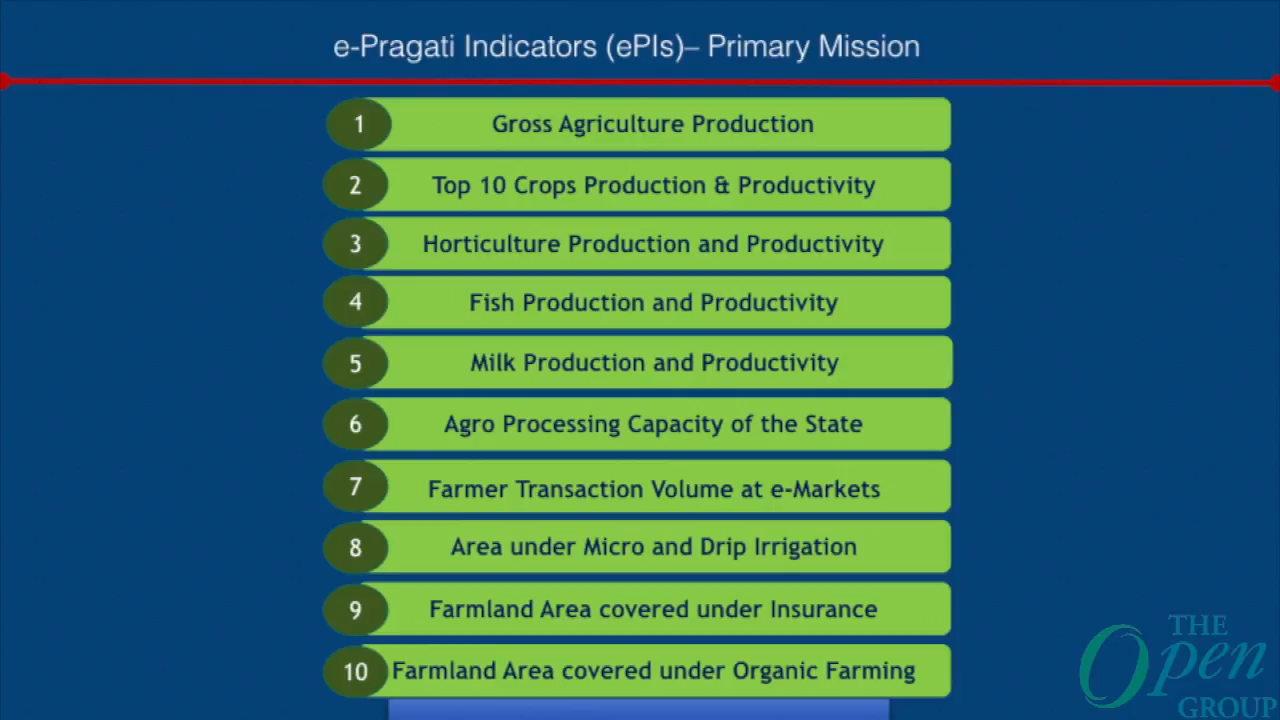 e-Pragati Indicators (ePIs)– Primary Mission
1 Gross Agriculture Production
2 Top 10 Crops Production & Productivity
3 Horticulture Production and Productivity
4 Fish Production and Productivity
5 Milk Production and Productivity
6 Agro Processing Capacity of the State
7 Farmer Transaction Volume at e-Markets
8 Area under Micro and Drip Irrigation
9 Farmland Area covered under Insurance
10 Farmland Area covered under Organic Farming
THE
Open
GROUP